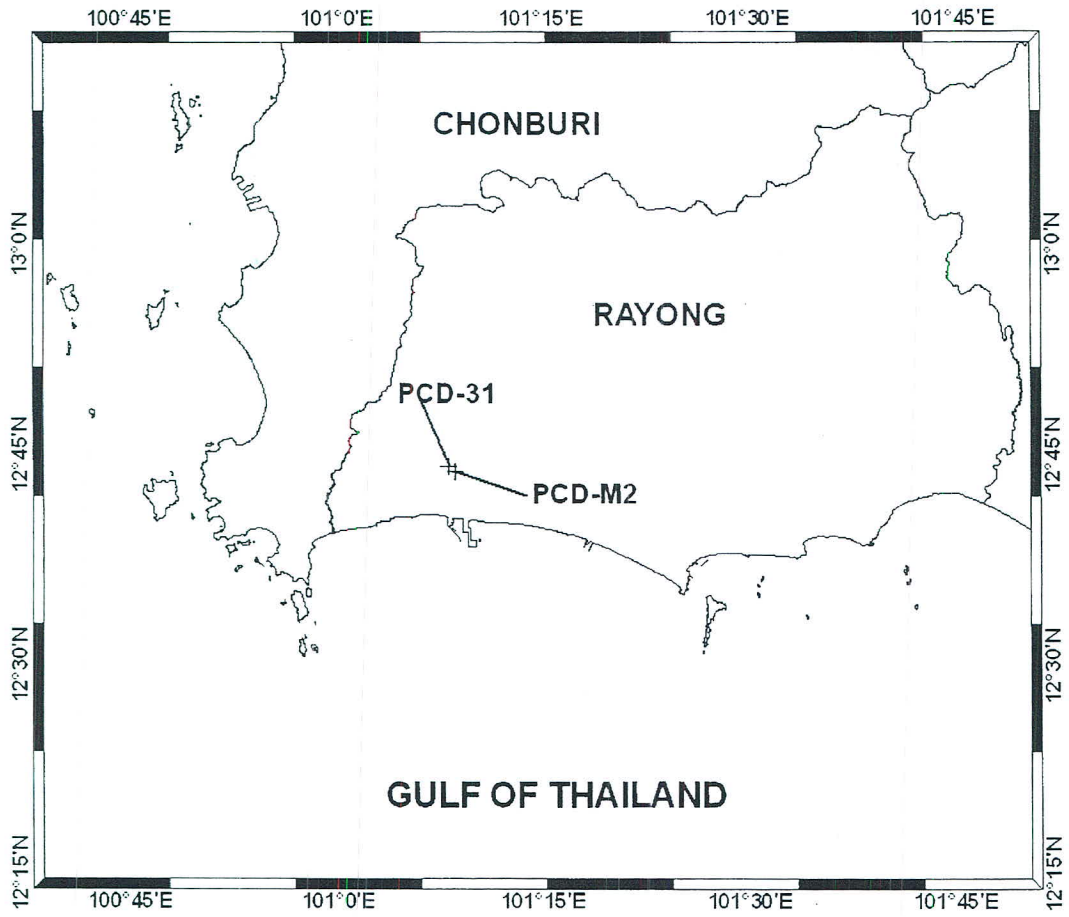 100°45'E 101°0'E 101°15'E 101°30'E 101°45'E
CHONBURI
13°0'N 13°0'N
RAYONG
PCD-31
12°45'N 12°45'N
PCD-M2
12°30'N 12°30'N
GULF OF THAILAND
12°15'N 12°15'N
100°45'E 101°0'E 101°15'E 101°30'E 101°45'E